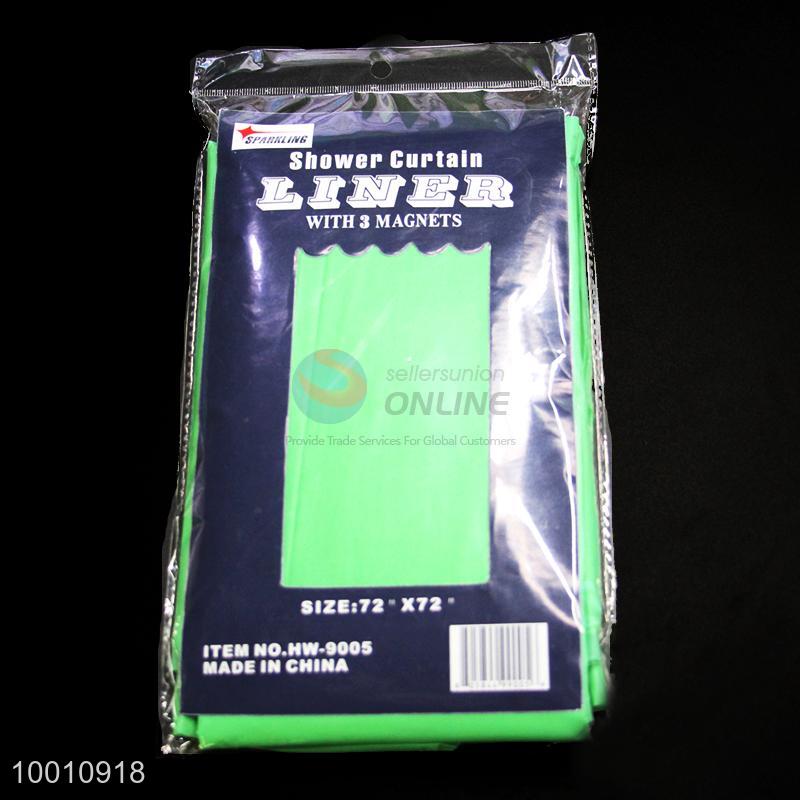 SPARKLING
Shower Curtain
LINER
WITH 3 MAGNETS
sellersunion
ONLINE
Provide Trade Services For Global Customers
SIZE:72" X72"
ITEM NO.HW-9005
MADE IN CHINA
10010918